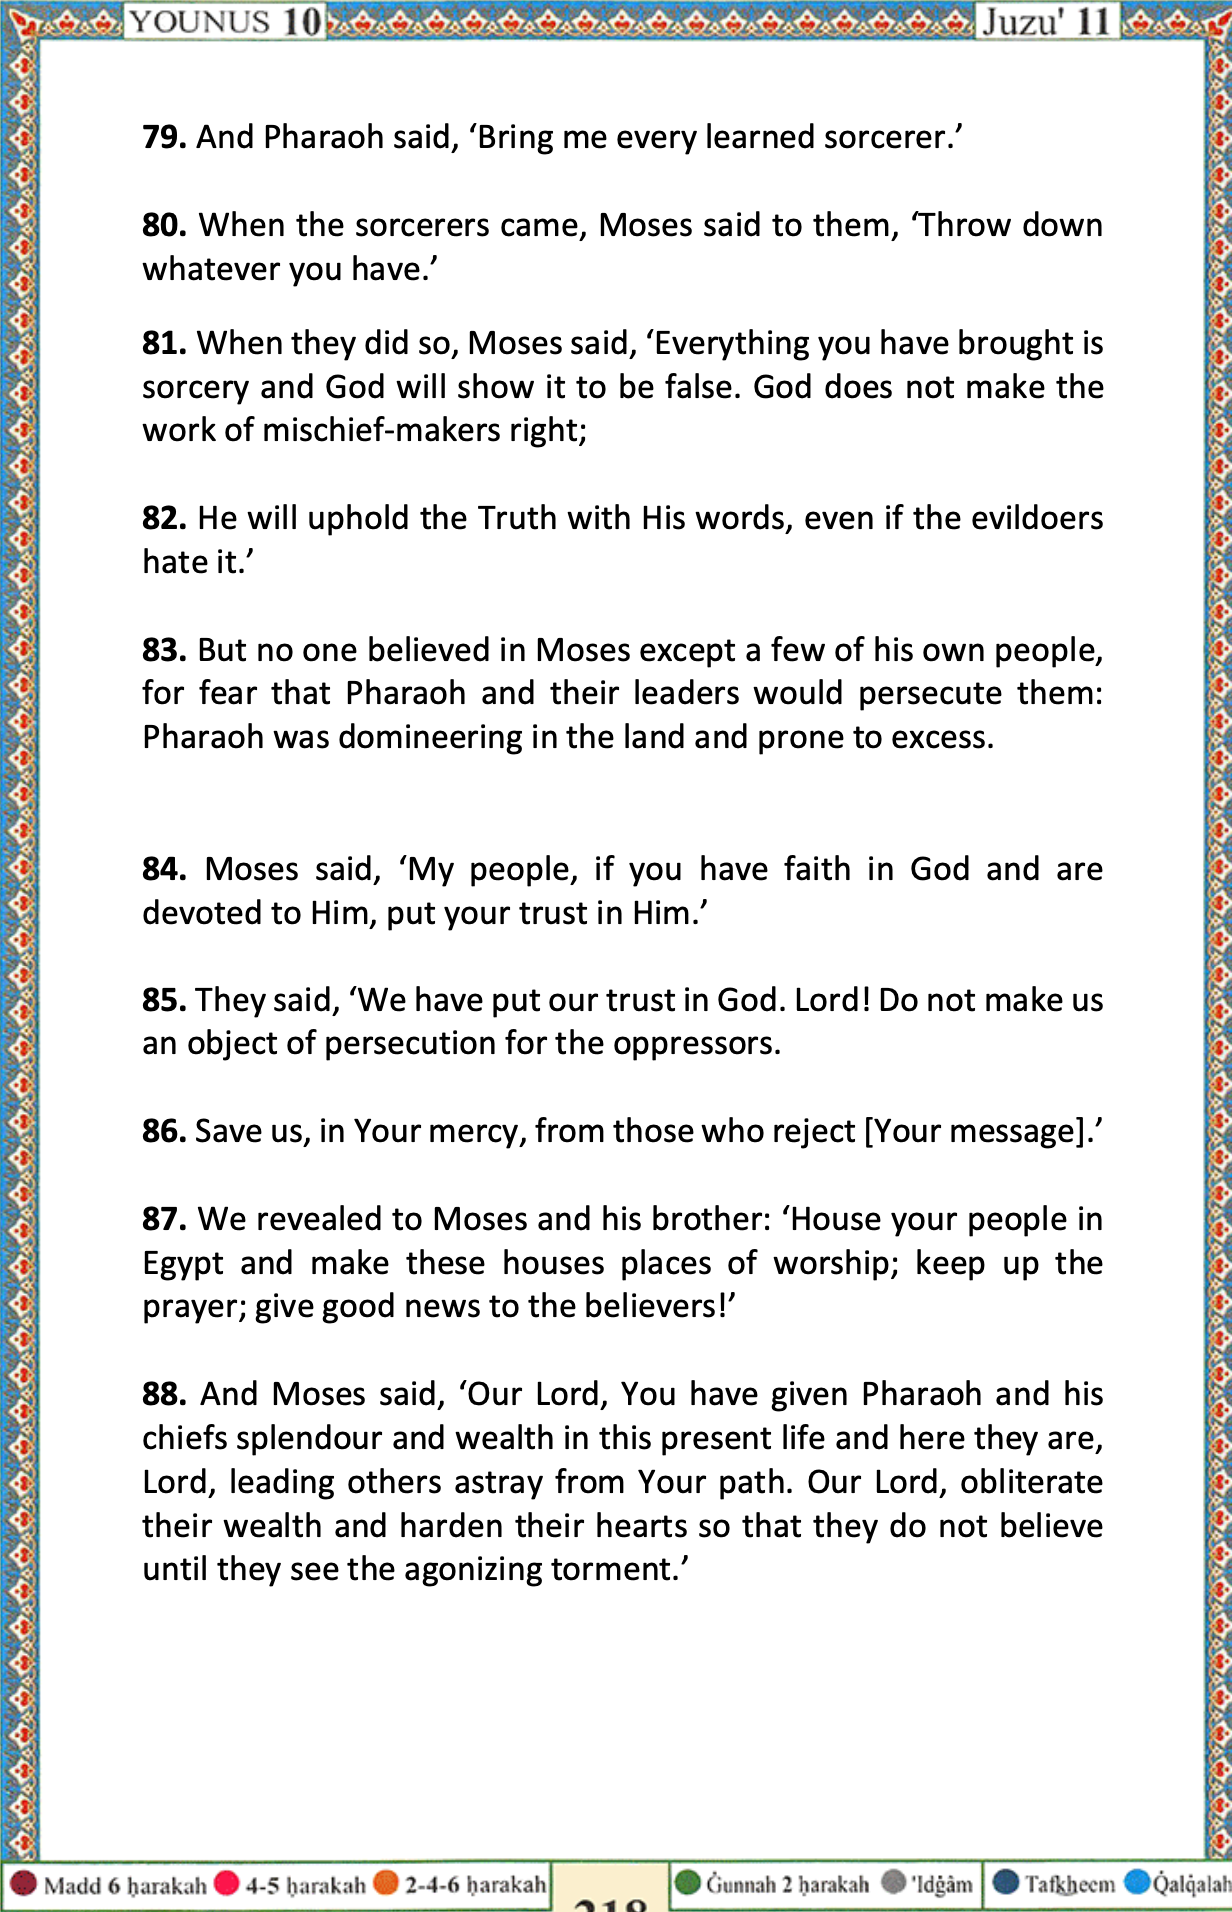 YOUNUS 10 Juzu' 11
79. And Pharaoh said, ‘Bring me every learned sorcerer.’
80. When the sorcerers came, Moses said to them, ‘Throw down
whatever you have.’
81. When they did so, Moses said, ‘Everything you have brought is
sorcery and God will show it to be false. God does not make the
work of mischief-makers right;
82. He will uphold the Truth with His words, even if the evildoers
hate it.’
83. But no one believed in Moses except a few of his own people,
for fear that Pharaoh and their leaders would persecute them:
Pharaoh was domineering in the land and prone to excess.
84. Moses said, ‘My people, if you have faith in God and are
devoted to Him, put your trust in Him.’
85. They said, ‘We have put our trust in God. Lord! Do not make us
an object of persecution for the oppressors.
86. Save us, in Your mercy, from those who reject [Your message].’
87. We revealed to Moses and his brother: ‘House your people in
Egypt and make these houses places of worship; keep up the
prayer; give good news to the believers!’
88. And Moses said, ‘Our Lord, You have given Pharaoh and his
chiefs splendour and wealth in this present life and here they are,
Lord, leading others astray from Your path. Our Lord, obliterate
their wealth and harden their hearts so that they do not believe
until they see the agonizing torment.’
Madd 6 ḥarakah 4-5 ḥarakah 2-4-6 ḥarakah 218 Ġunnah 2 ḥarakah 'Idġâm Tafk͟heem Q̇alq̇alah